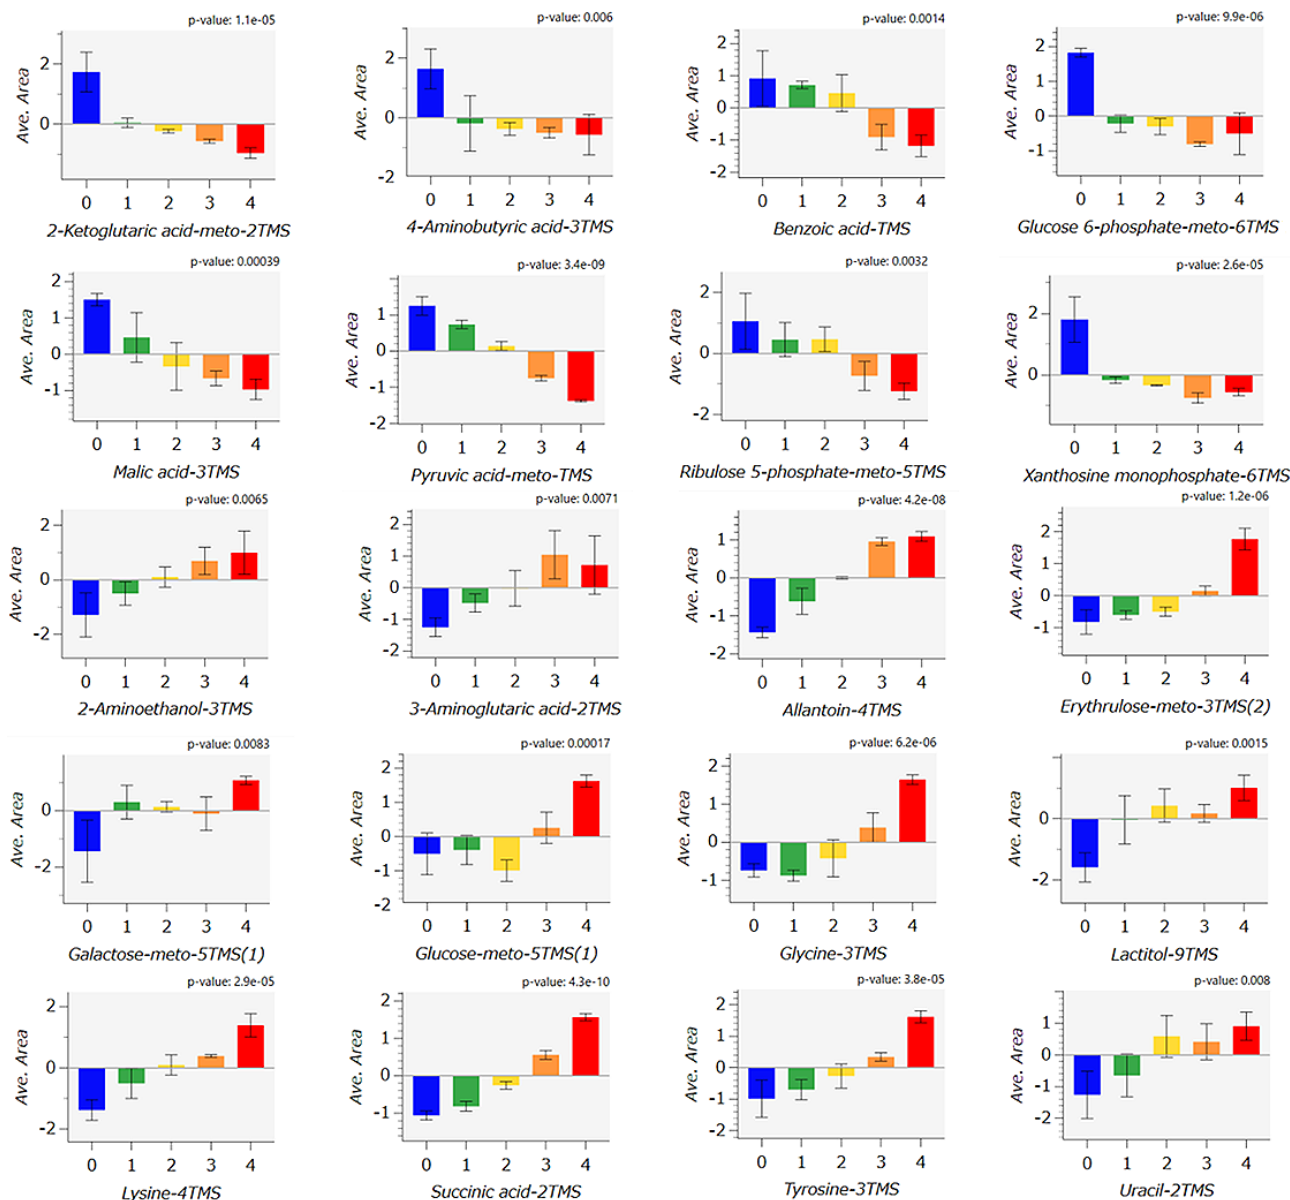 p-value: 1.1e-05
Ave. Area
2
0
0 1 2 3 4
2-Ketoglutaric acid-meto-2TMS
p-value: 0.006
Ave. Area
2
0
-2
0 1 2 3 4
4-Aminobutyric acid-3TMS
p-value: 0.0014
Ave. Area
2
1
0
-1
-2
0 1 2 3 4
Benzoic acid-TMS
p-value: 9.9e-06
Ave. Area
2
1
0
-1
0 1 2 3 4
Glucose 6-phosphate-meto-6TMS
p-value: 0.00039
Ave. Area
2
1
0
-1
0 1 2 3 4
Malic acid-3TMS
p-value: 3.4e-09
Ave. Area
2
1
0
-1
-2
0 1 2 3 4
Pyruvic acid-meto-TMS
p-value: 0.0032
Ave. Area
2
0
-2
0 1 2 3 4
Ribulose 5-phosphate-meto-5TMS
p-value: 2.6e-05
Ave. Area
2
0
0 1 2 3 4
Xanthosine monophosphate-6TMS
p-value: 0.0065
Ave. Area
2
0
-2
0 1 2 3 4
2-Aminoethanol-3TMS
p-value: 0.0071
Ave. Area
2
1
0
-1
-2
0 1 2 3 4
3-Aminoglutaric acid-2TMS
p-value: 4.2e-08
Ave. Area
1
0
-1
-2
0 1 2 3 4
Allantoin-4TMS
p-value: 1.2e-06
Ave. Area
2
1
0
-1
0 1 2 3 4
Erythrulose-meto-3TMS(2)
p-value: 0.0083
Ave. Area
0
-2
0 1 2 3 4
Galactose-meto-5TMS(1)
p-value: 0.00017
Ave. Area
2
1
0
-1
-2
0 1 2 3 4
Glucose-meto-5TMS(1)
p-value: 6.2e-06
Ave. Area
2
1
0
-1
0 1 2 3 4
Glycine-3TMS
p-value: 0.0015
Ave. Area
0
-2
0 1 2 3 4
Lactitol-9TMS
p-value: 2.9e-05
Ave. Area
2
0
-2
0 1 2 3 4
Lysine-4TMS
p-value: 4.3e-10
Ave. Area
2
1
0
-1
0 1 2 3 4
Succinic acid-2TMS
p-value: 3.8e-05
Ave. Area
2
1
0
-1
-2
0 1 2 3 4
Tyrosine-3TMS
p-value: 0.008
Ave. Area
1
0
-1
-2
0 1 2 3 4
Uracil-2TMS